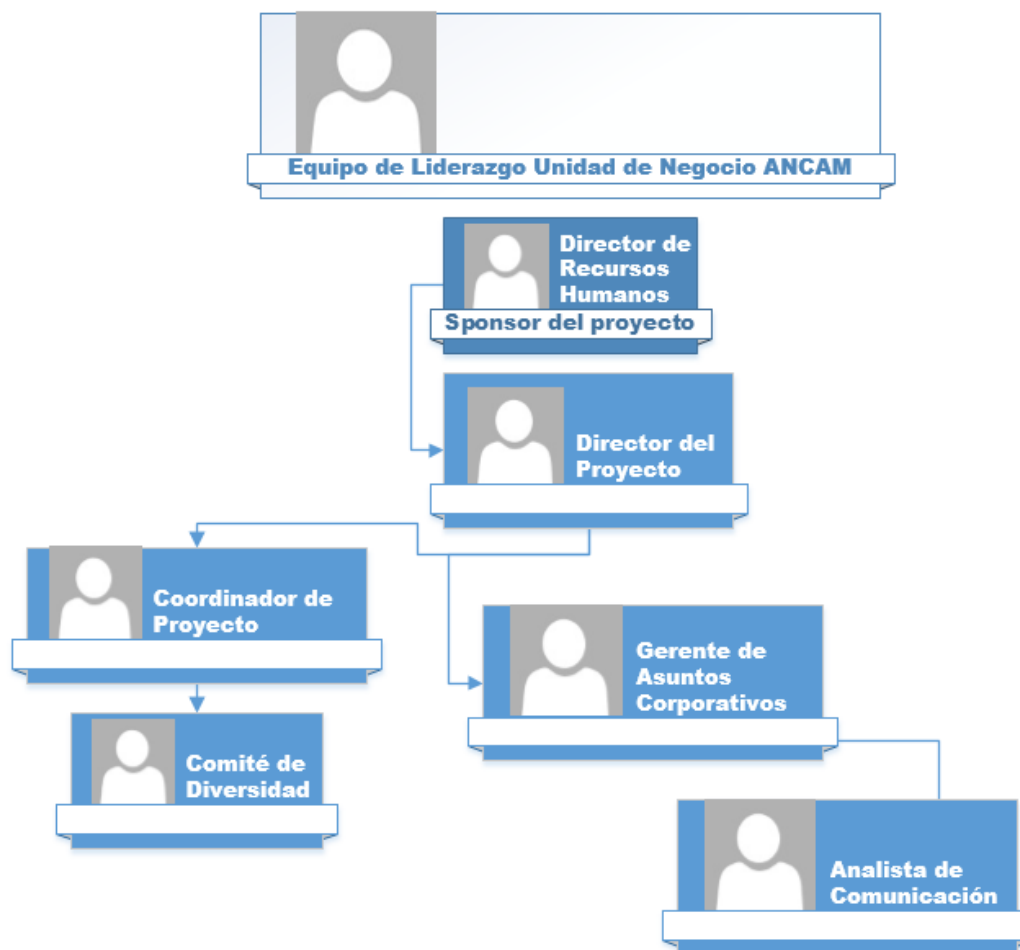 Equipo de Liderazgo Unidad de Negocio ANCAM
Director de
Recursos
Humanos
Sponsor del proyecto
Director del
Proyecto
Coordinador de
Proyecto
Gerente de
Asuntos
Corporativos
Comité de
Diversidad
Analista de
Comunicación